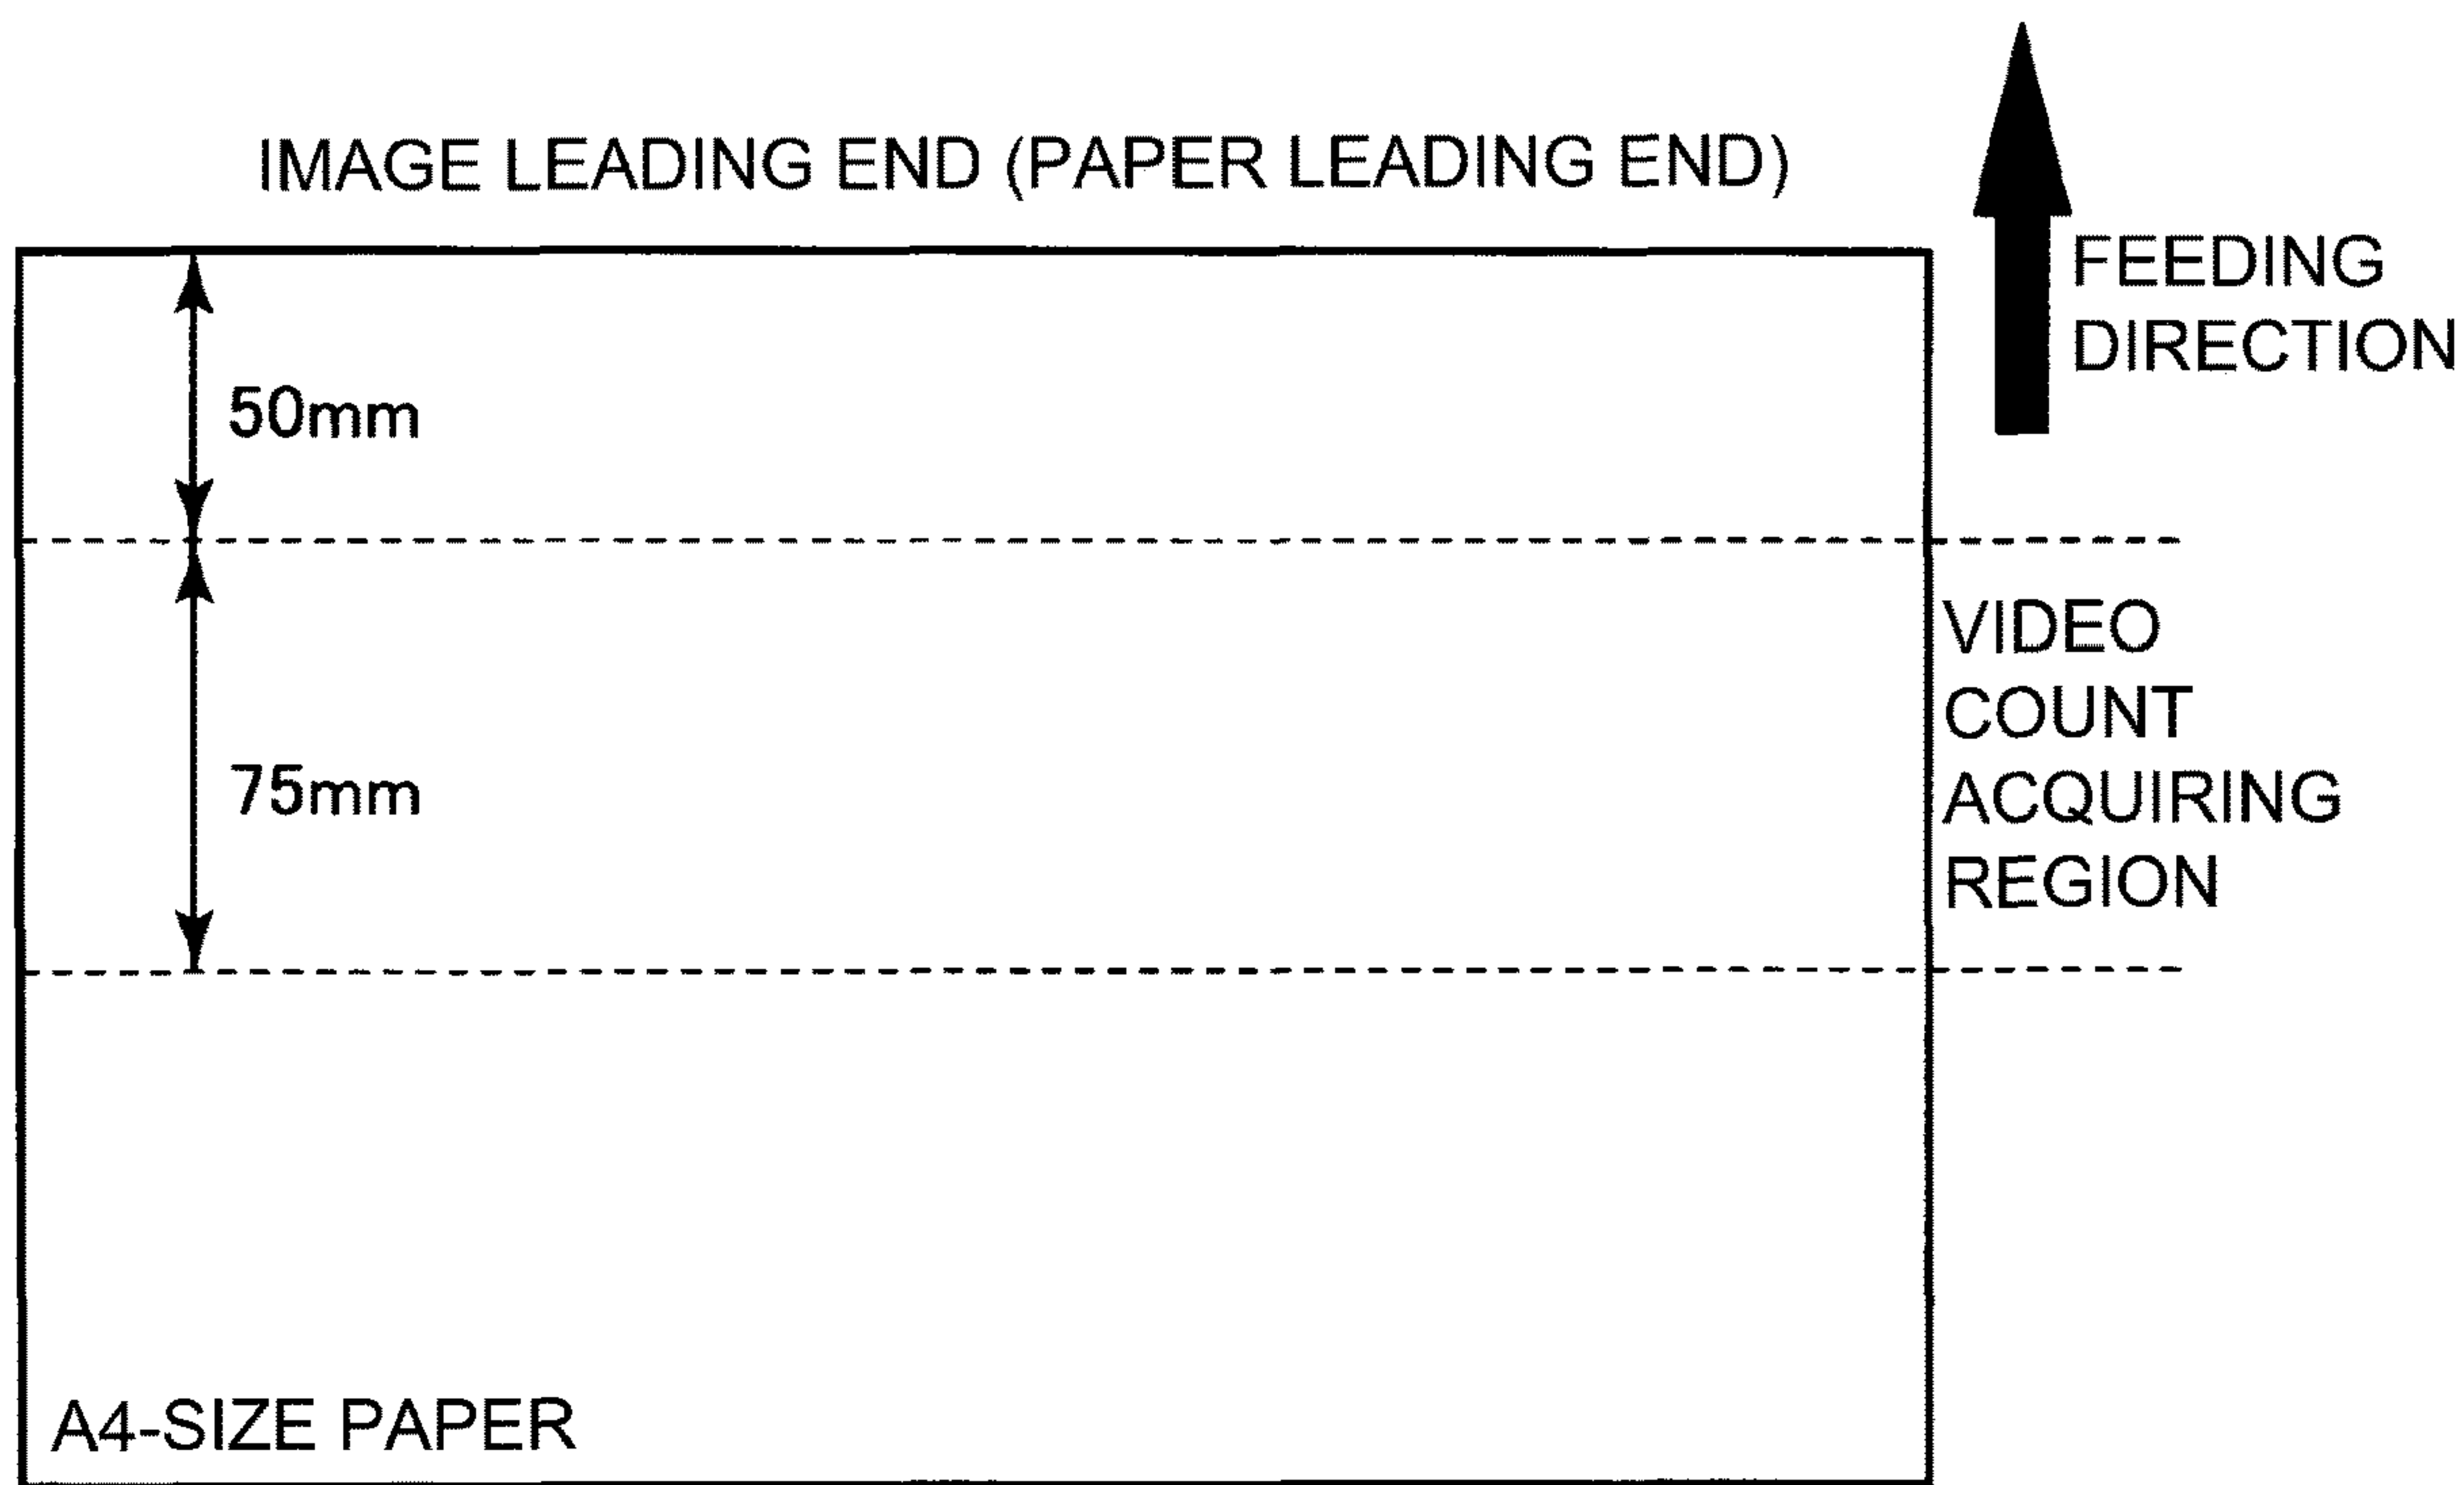 IMAGE LEADING END (PAPER LEADING END)
FEEDING
DIRECTION
50mm
VIDEO
COUNT
ACQUIRING
REGION
75mm
A4-SIZE PAPER